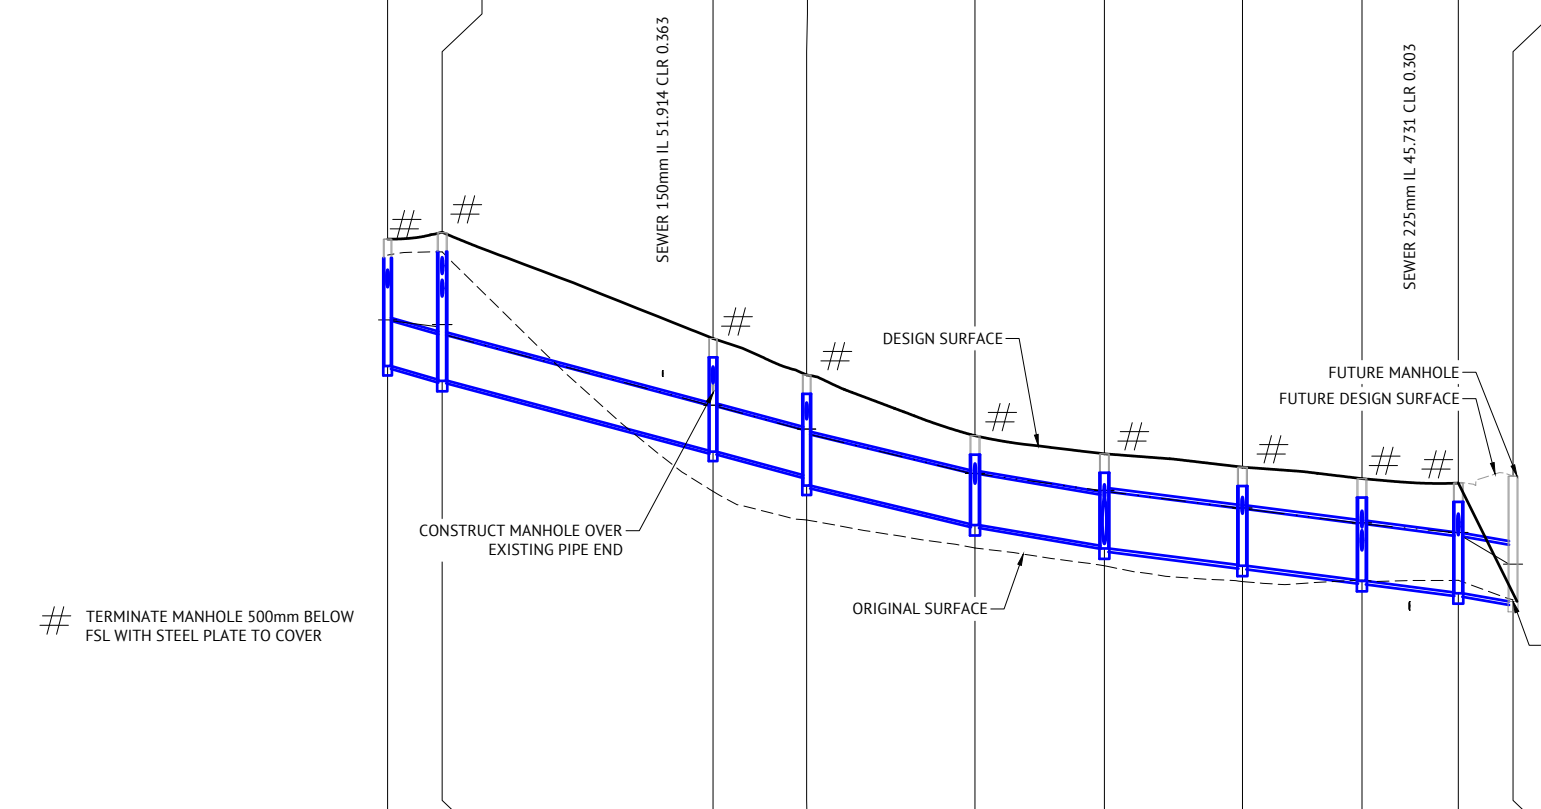 SEWER 150mm IL 51.914 CLR 0.363
SEWER 225mm IL 45.731 CLR 0.303
#
#
#
#
DESIGN SURFACE
FUTURE MANHOLE
FUTURE DESIGN SURFACE
#
#
#
#
#
CONSTRUCT MANHOLE OVER
EXISTING PIPE END
ORIGINAL SURFACE
# TERMINATE MANHOLE 500mm BELOW
FSL WITH STEEL PLATE TO COVER